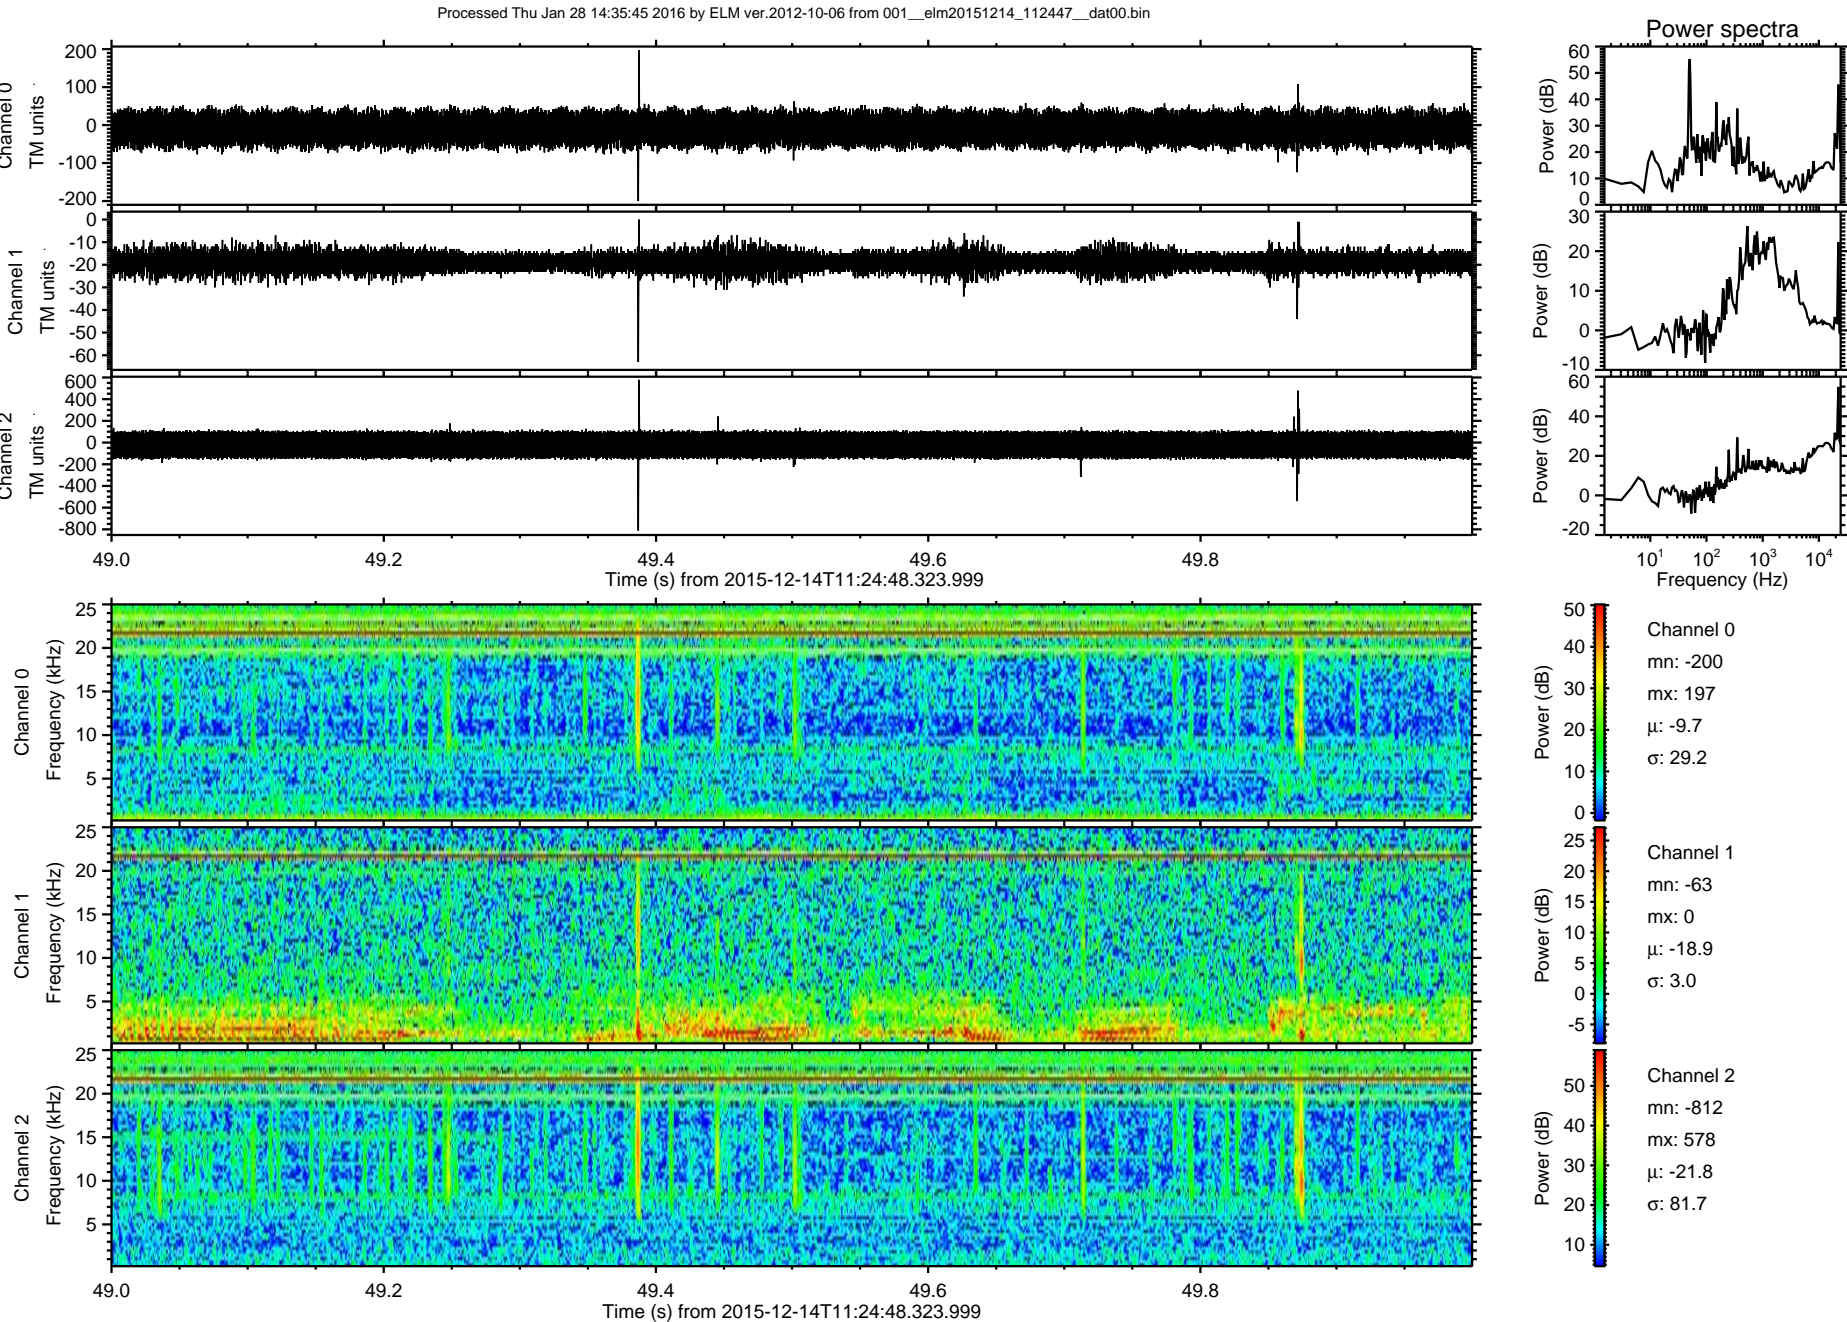 Processed Thu Jan 28 14:35:45 2016 by ELM ver.2012-10-06 from 001__elm20151214_112447__dat00.bin
Power spectra
Channel 0
TM units
200
100
0
-100
-200
Power (dB)
60
50
40
30
20
10
0
Channel 1
TM units
0
-10
-20
-30
-40
-50
-60
Power (dB)
30
20
10
0
-10
Channel 2
TM units
600
400
200
0
-200
-400
-600
-800
Power (dB)
60
40
20
0
-20
49.0 49.2 49.4 49.6 49.8
Time (s) from 2015-12-14T11:24:48.323.999
10^1 10^2 10^3 10^4
Frequency (Hz)
Channel 0
Frequency (kHz)
25
20
15
10
5
Power (dB)
50
40
30
20
10
0
Channel 0
mn: -200
mx: 197
μ: -9.7
σ: 29.2
Channel 1
Frequency (kHz)
25
20
15
10
5
Power (dB)
25
20
15
10
5
0
-5
Channel 1
mn: -63
mx: 0
μ: -18.9
σ: 3.0
Channel 2
Frequency (kHz)
25
20
15
10
5
Power (dB)
50
40
30
20
10
Channel 2
mn: -812
mx: 578
μ: -21.8
σ: 81.7
49.0 49.2 49.4 49.6 49.8
Time (s) from 2015-12-14T11:24:48.323.999